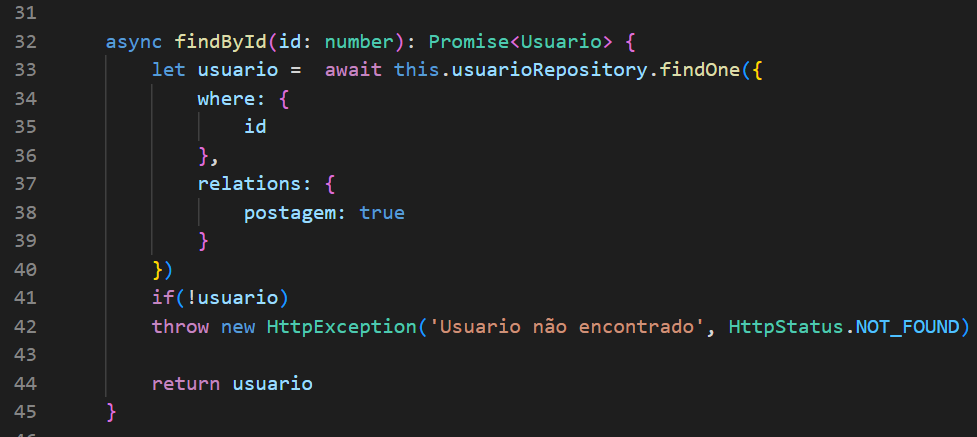 31
32 async findById(id: number): Promise<Usuario> {
33 let usuario =  await this.usuarioRepository.findOne({
34 where: {
35 id
36 },
37 relations: {
38 postagem: true
39 }
40 })
41 if(!usuario)
42 throw new HttpException('Usuario não encontrado', HttpStatus.NOT_FOUND)
43
44 return usuario
45 }